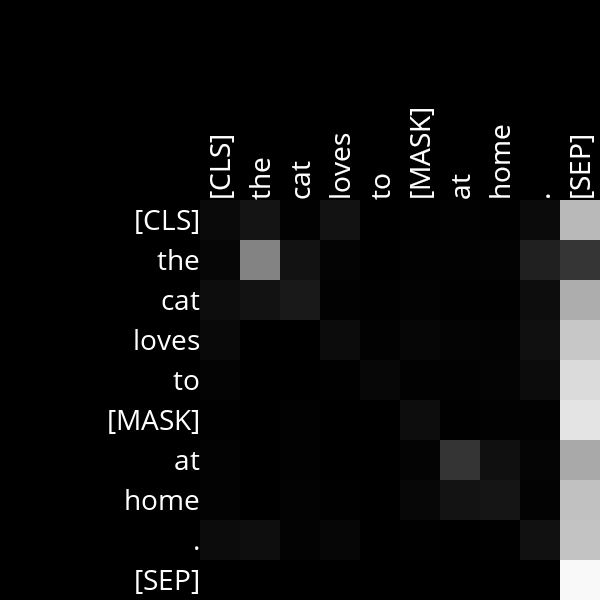 [CLS] the cat loves to [MASK] at home . [SEP]
[CLS]
the
cat
loves
to
[MASK]
at
home
.
[SEP]